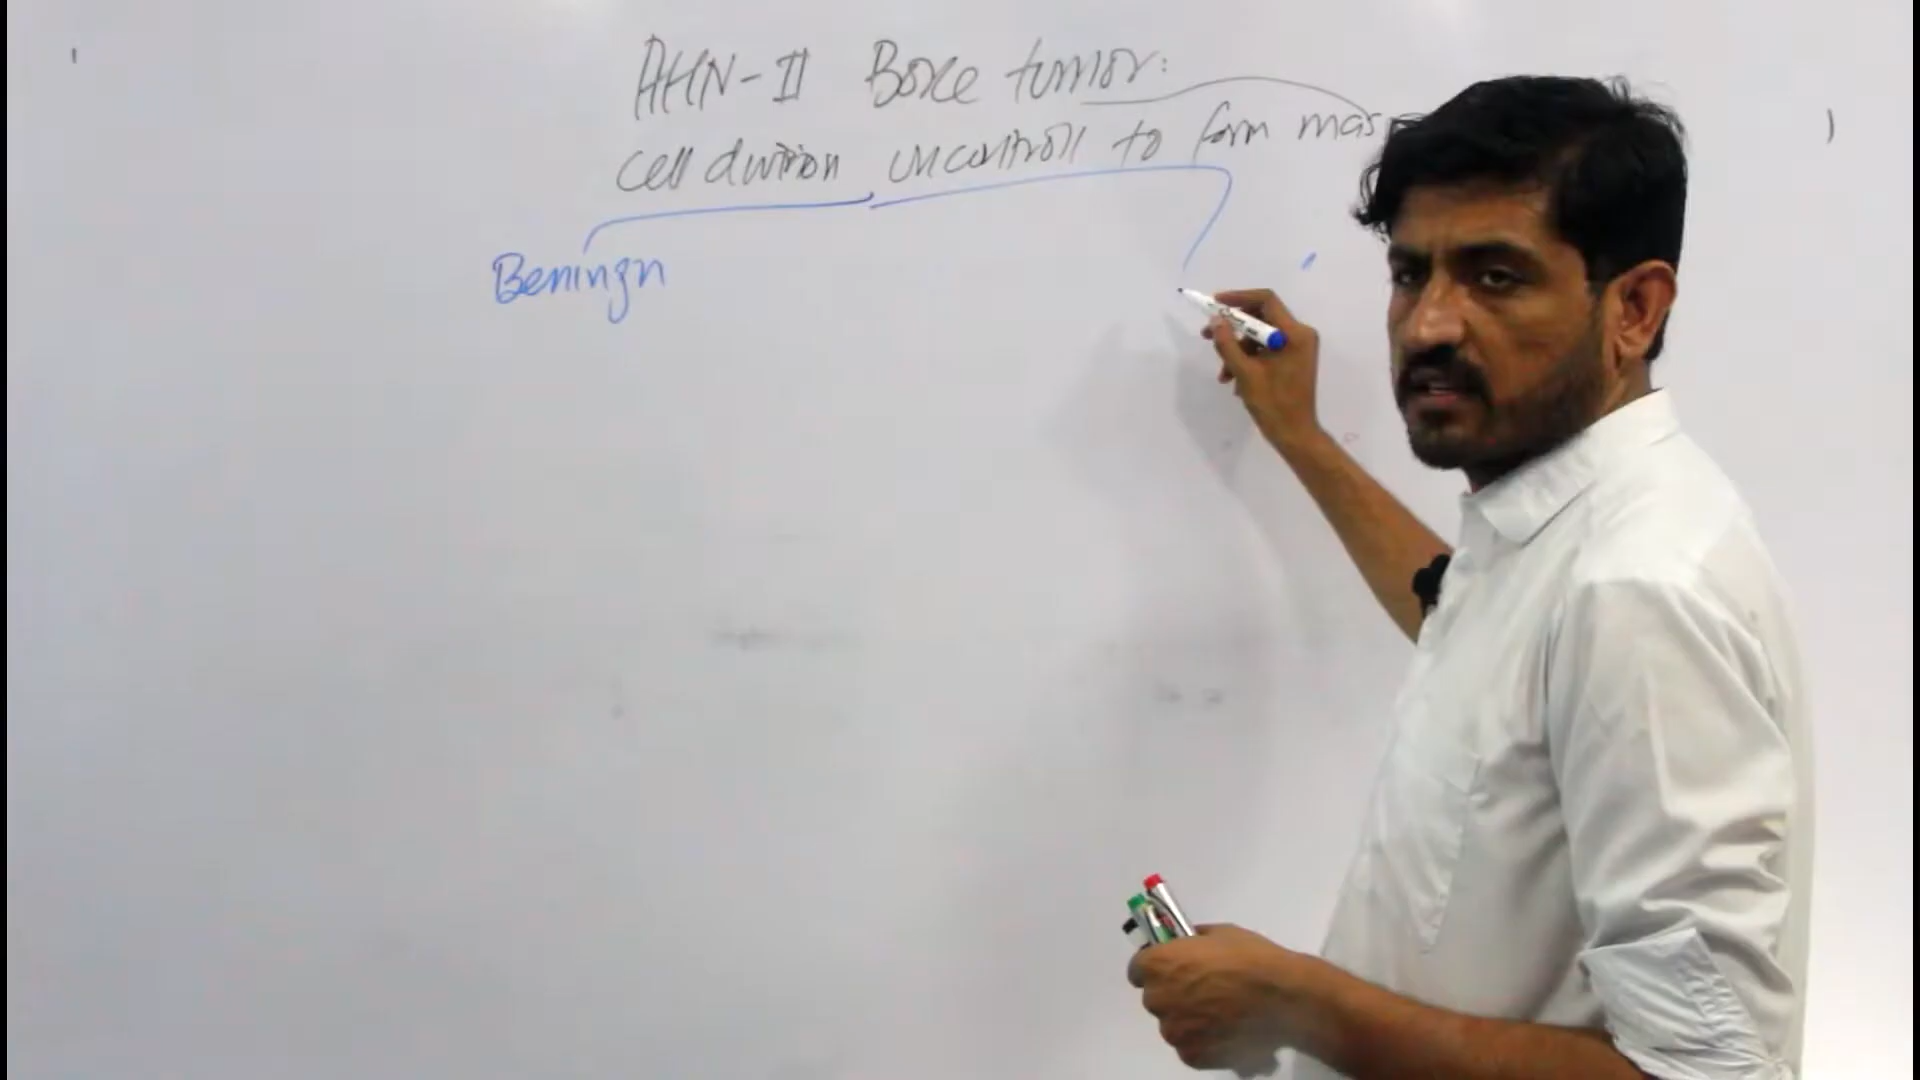 AHN-II Bone tumor:
cell division uncontroll to form mas
Beningn